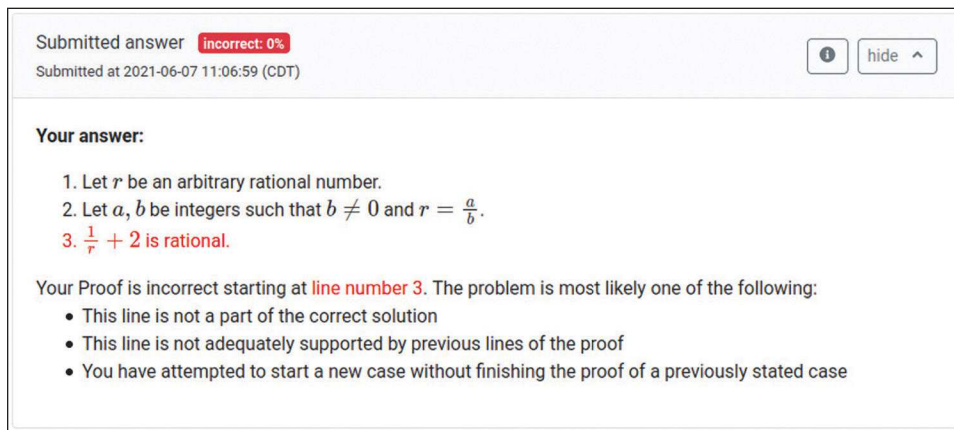 Submitted answer incorrect: 0%
Submitted at 2021-06-07 11:06:59 (CDT)
hide
Your answer:
1. Let r be an arbitrary rational number.
2. Let a, b be integers such that b ≠ 0 and r = a/b.
3. 1/r + 2 is rational.
Your Proof is incorrect starting at line number 3. The problem is most likely one of the following:
• This line is not a part of the correct solution
• This line is not adequately supported by previous lines of the proof
• You have attempted to start a new case without finishing the proof of a previously stated case